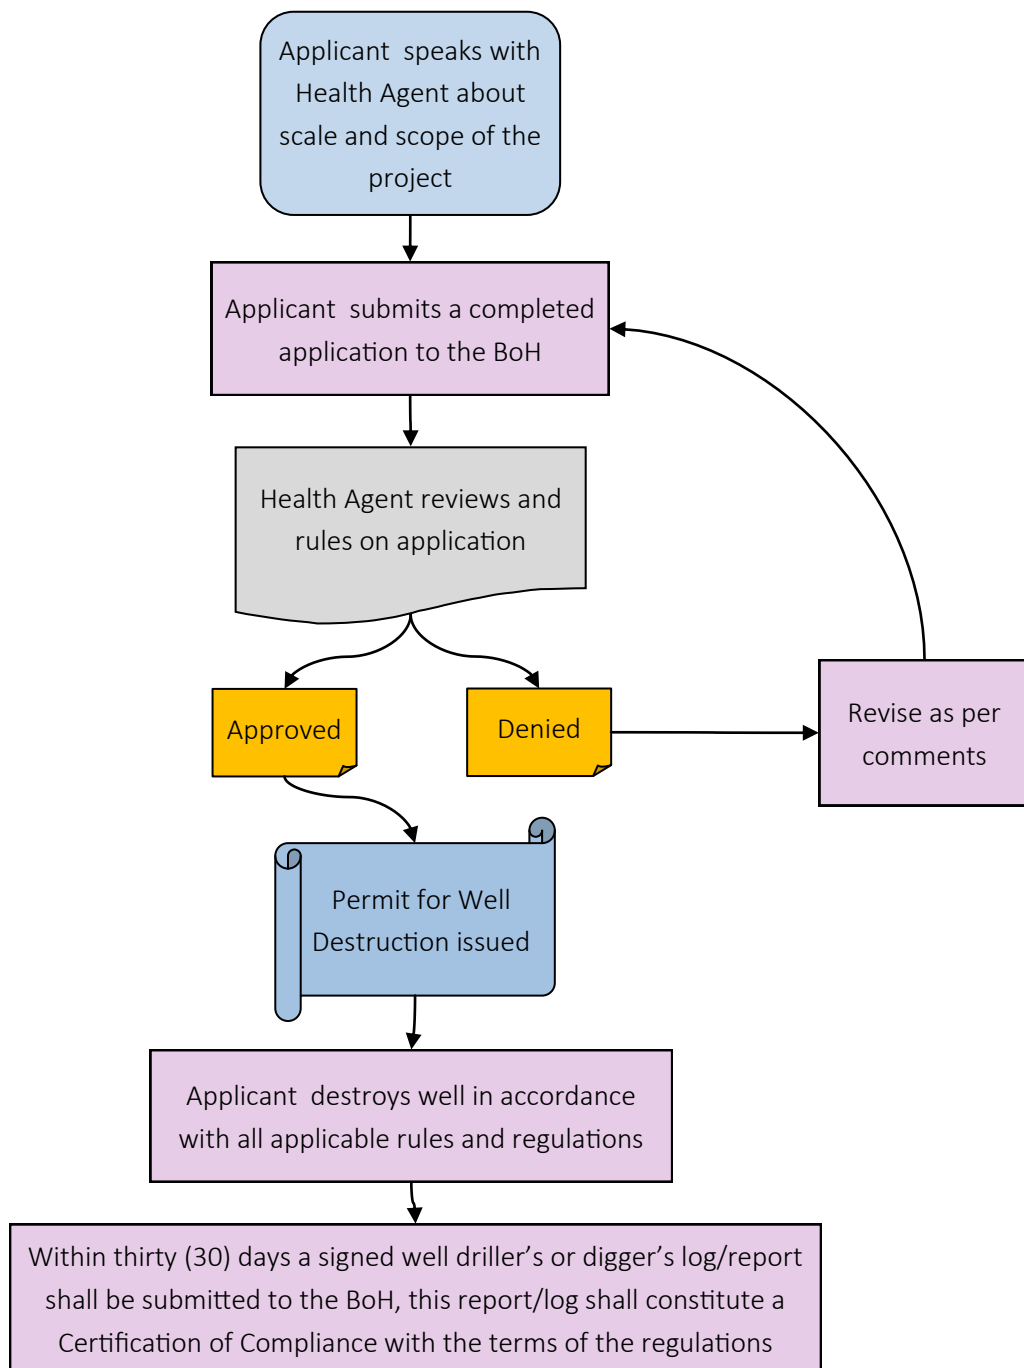 Applicant  speaks with
Health Agent about
scale and scope of the
project
Applicant  submits a completed
application to the BoH
Health Agent reviews and
rules on application
Approved
Denied
Revise as per
comments
Permit for Well
Destruction issued
Applicant  destroys well in accordance
with all applicable rules and regulations
Within thirty (30) days a signed well driller’s or digger’s log/report
shall be submitted to the BoH, this report/log shall constitute a
Certification of Compliance with the terms of the regulations